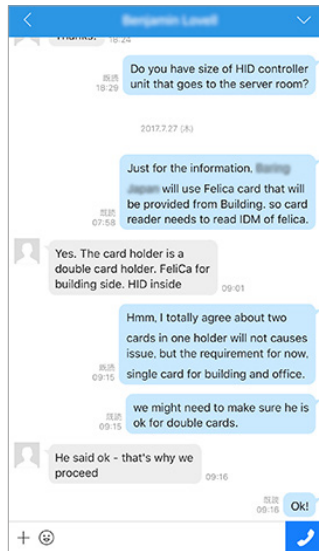 Thanks.
18:24
Do you have size of HID controller
unit that goes to the server room?
既読
18:29
2017.7.27 (木)
Just for the information,
will use Felica card that will
be provided from Building. so card
reader needs to read IDM of felica.
既読
07:58
Yes. The card holder is a
double card holder. FeliCa for
building side. HID inside
09:01
Hmm, I totally agree about two
cards in one holder will not causes
issue, but the requirement for now,
single card for building and office.
既読
09:15
we might need to make sure he is
ok for double cards.
既読
09:15
He said ok - that's why we
proceed
09:16
Ok!
既読
09:16